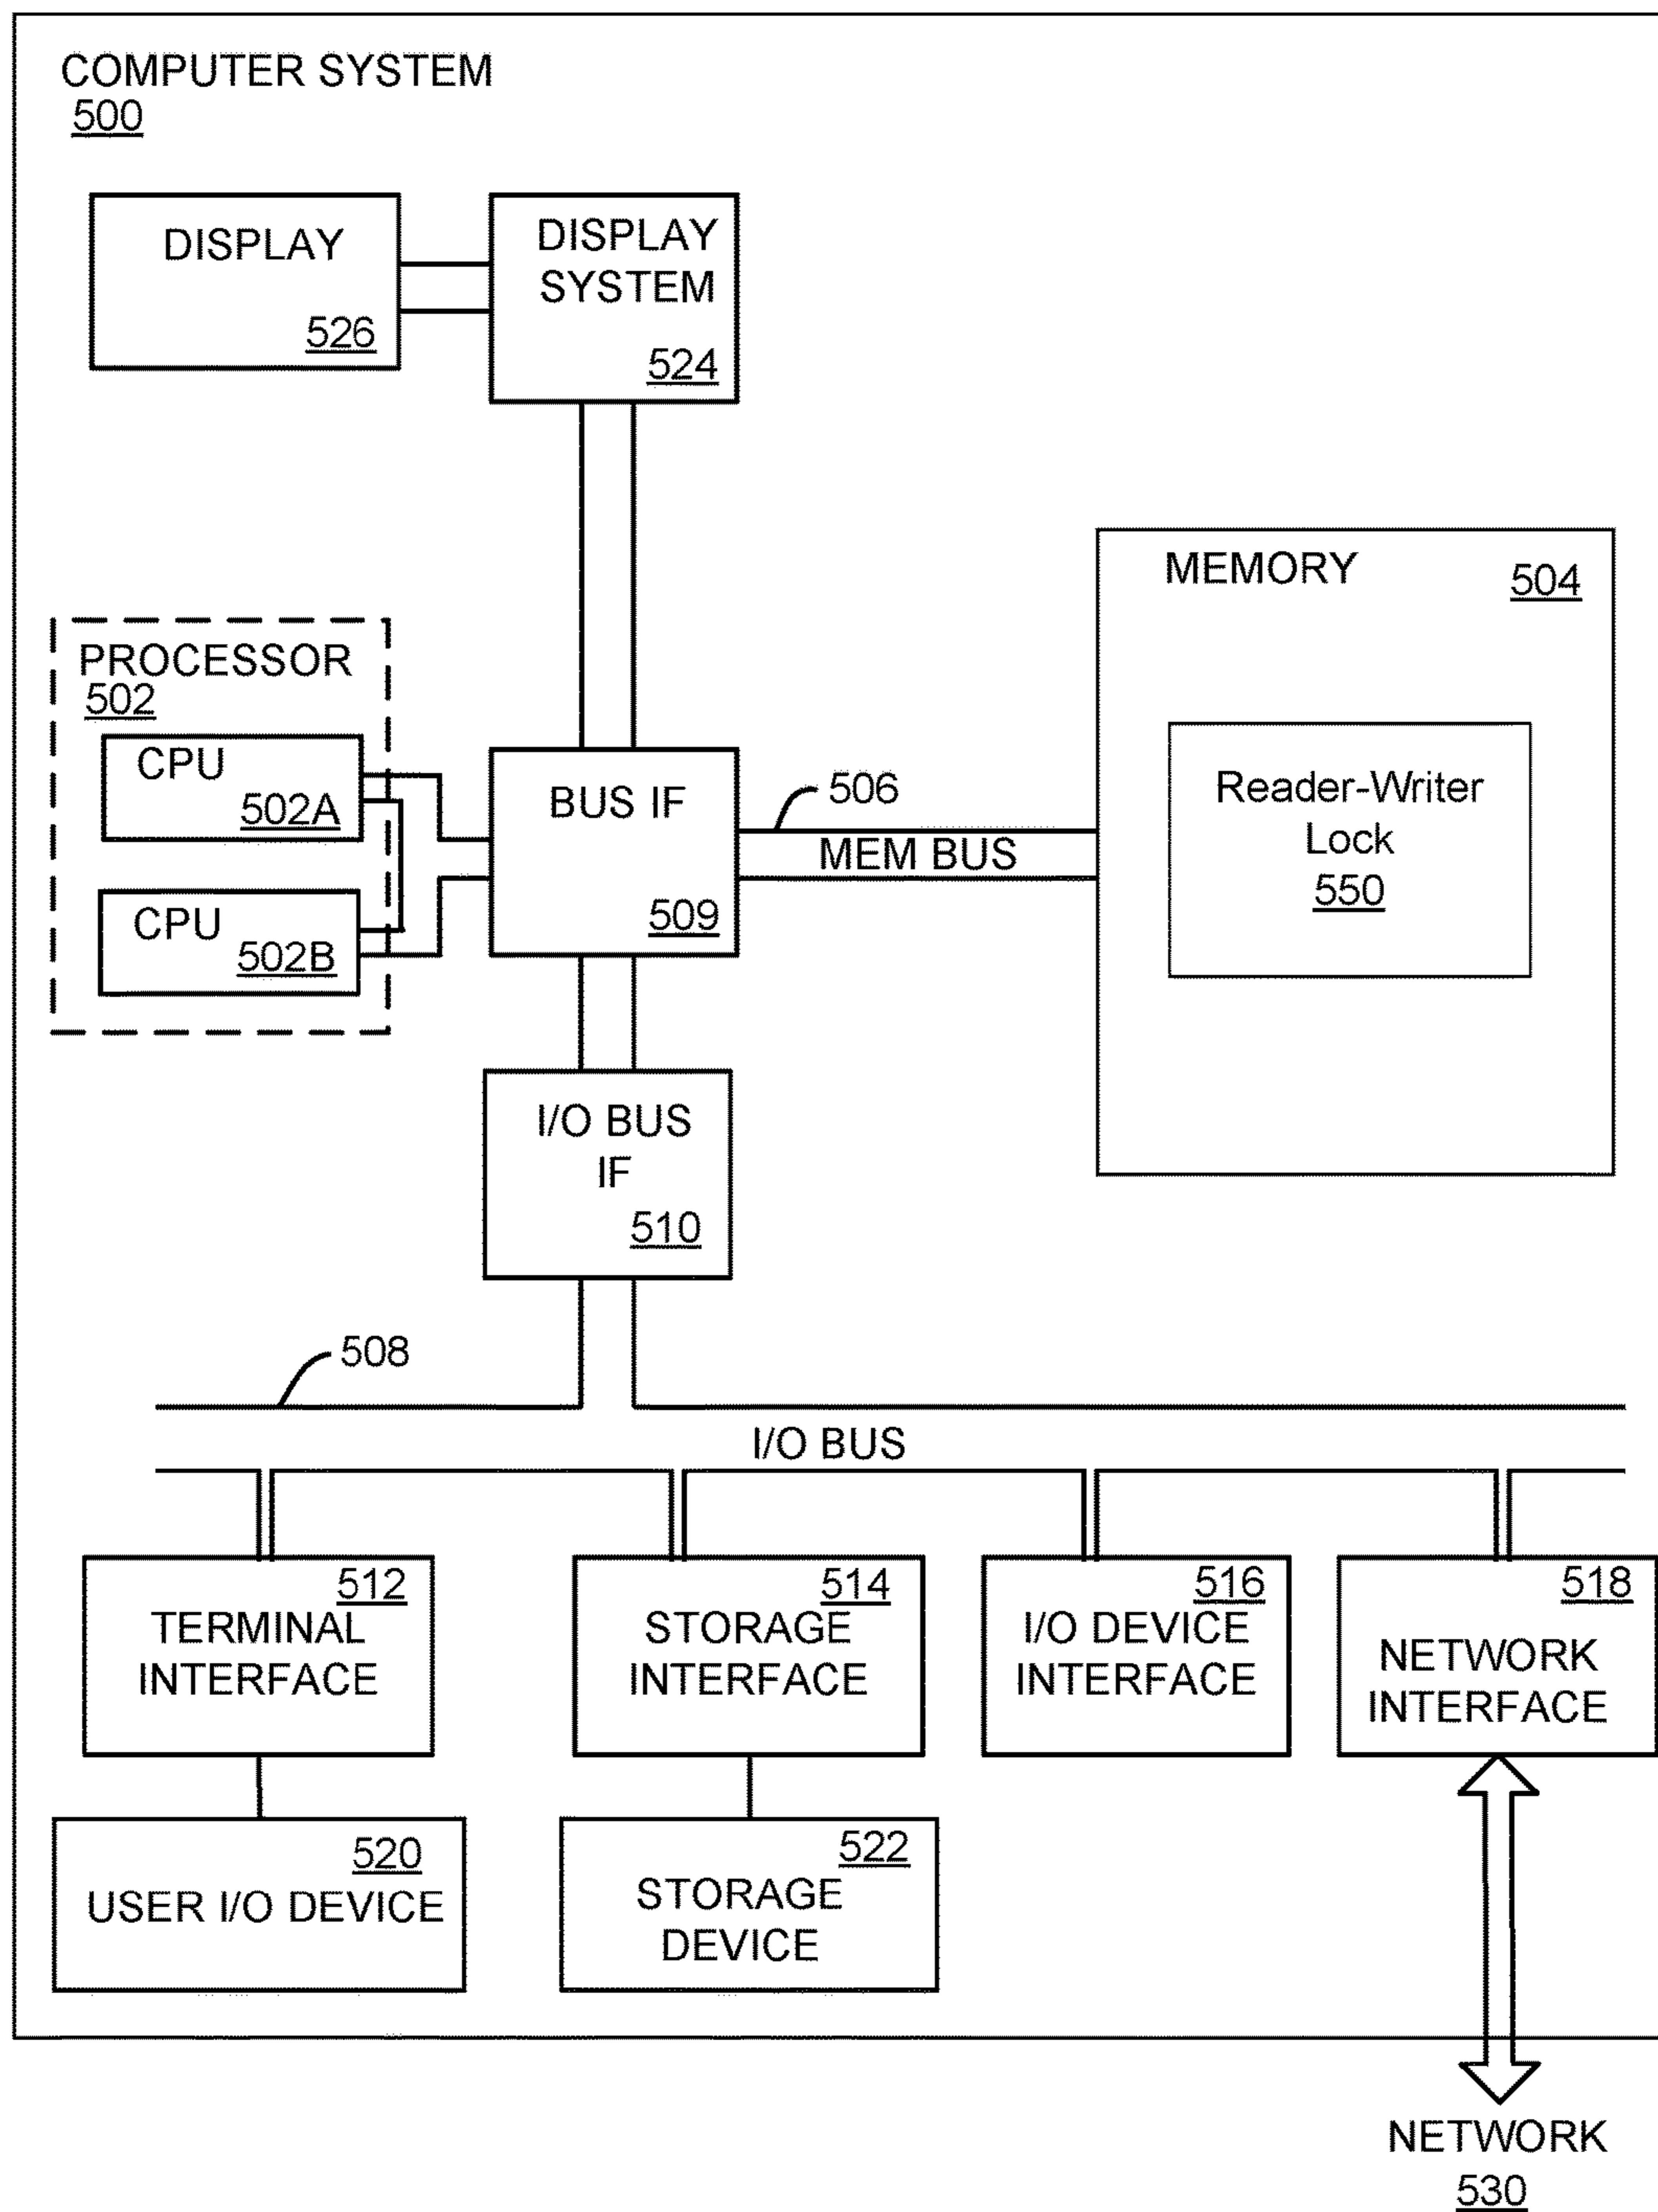 COMPUTER SYSTEM
500
DISPLAY
526
DISPLAY
SYSTEM
524
MEMORY
504
PROCESSOR
502
CPU
502A
CPU
502B
BUS IF
509
506
MEM BUS
Reader-Writer
Lock
550
I/O BUS
IF
510
508
I/O BUS
512
TERMINAL
INTERFACE
514
STORAGE
INTERFACE
516
I/O DEVICE
INTERFACE
518
NETWORK
INTERFACE
520
USER I/O DEVICE
522
STORAGE
DEVICE
NETWORK
530